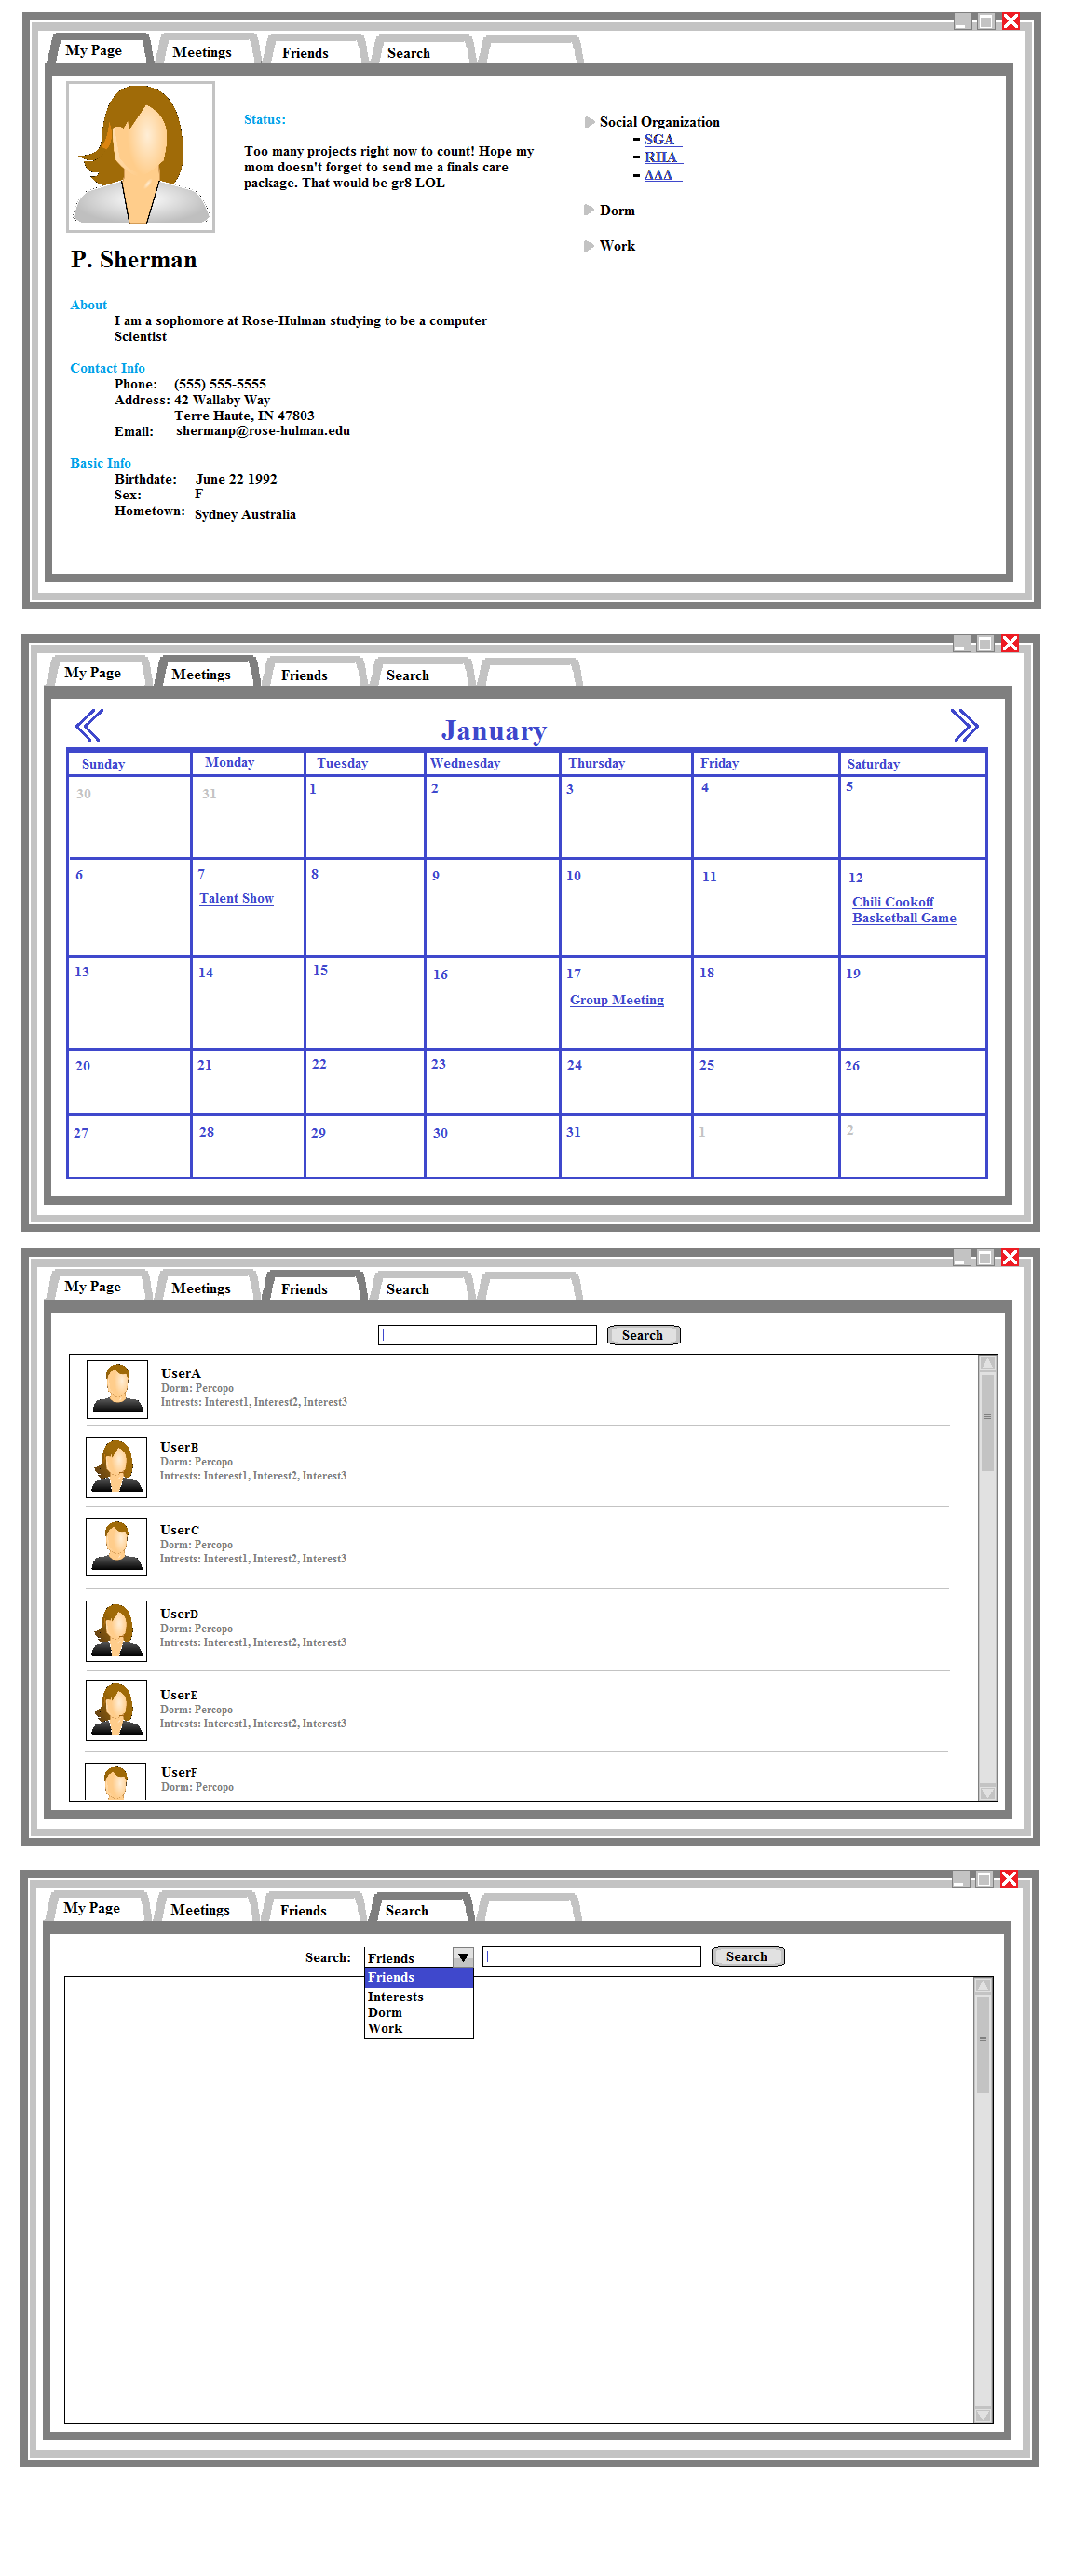 My Page Meetings Friends Search
Status:
Too many projects right now to count! Hope my
mom doesn't forget to send me a finals care
package. That would be gr8 LOL
Social Organization
- SGA
- RHA
- ΔΔΔ
Dorm
Work
P. Sherman
About
I am a sophomore at Rose-Hulman studying to be a computer
Scientist
Contact Info
Phone: (555) 555-5555
Address: 42 Wallaby Way
Terre Haute, IN 47803
Email: shermanp@rose-hulman.edu
Basic Info
Birthdate: June 22 1992
Sex: F
Hometown: Sydney Australia
My Page Meetings Friends Search
January
Sunday Monday Tuesday Wednesday Thursday Friday Saturday
30 31 1 2 3 4 5
6 7 8 9 10 11 12
Talent Show Chili Cookoff
Basketball Game
13 14 15 16 17 18 19
Group Meeting
20 21 22 23 24 25 26
27 28 29 30 31 1 2
My Page Meetings Friends Search
Search
UserA
Dorm: Percopo
Intrests: Interest1, Interest2, Interest3
UserB
Dorm: Percopo
Intrests: Interest1, Interest2, Interest3
UserC
Dorm: Percopo
Intrests: Interest1, Interest2, Interest3
UserD
Dorm: Percopo
Intrests: Interest1, Interest2, Interest3
UserE
Dorm: Percopo
Intrests: Interest1, Interest2, Interest3
UserF
Dorm: Percopo
My Page Meetings Friends Search
Search: Friends Search
Friends
Interests
Dorm
Work